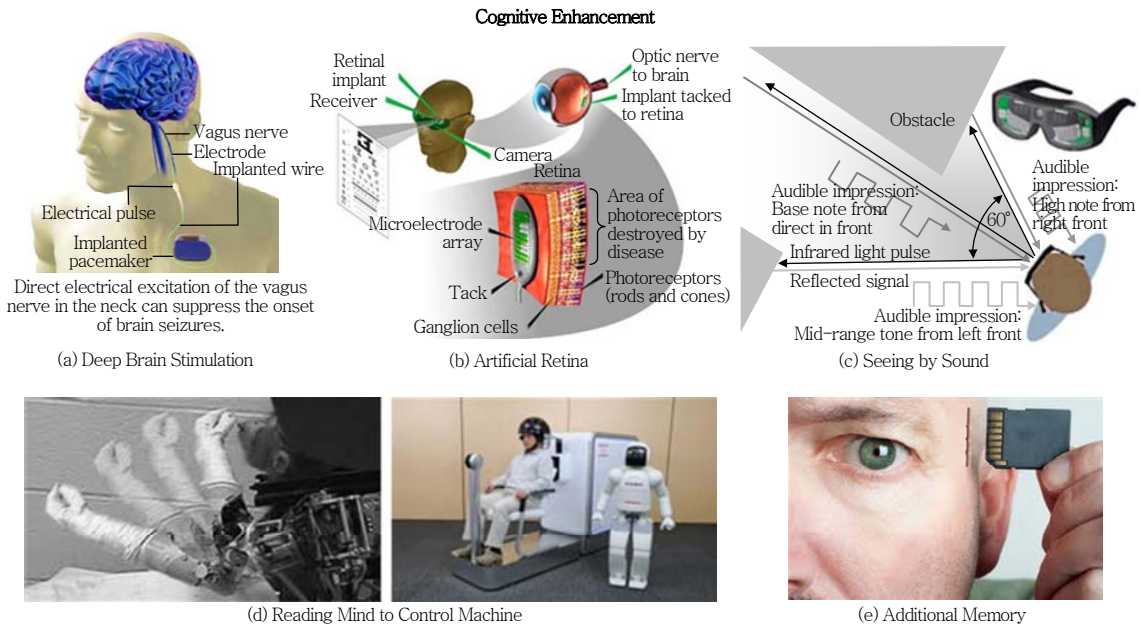 Cognitive Enhancement
Vagus nerve
Electrode
Implanted wire
Electrical pulse
Implanted
pacemaker
Direct electrical excitation of the vagus
nerve in the neck can suppress the onset
of brain seizures.
(a) Deep Brain Stimulation
Retinal
implant
Receiver
Optic nerve
to brain
Implant tacked
to retina
Camera
Retina
Microelectrode
array
Area of
photoreceptors
destroyed by
disease
Tack
Photoreceptors
(rods and cones)
Ganglion cells
(b) Artificial Retina
Obstacle
Audible
impression:
High note from
right front
Audible impression:
Base note from
direct in front
60°
Infrared light pulse
Reflected signal
Audible impression:
Mid-range tone from left front
(c) Seeing by Sound
(d) Reading Mind to Control Machine
(e) Additional Memory